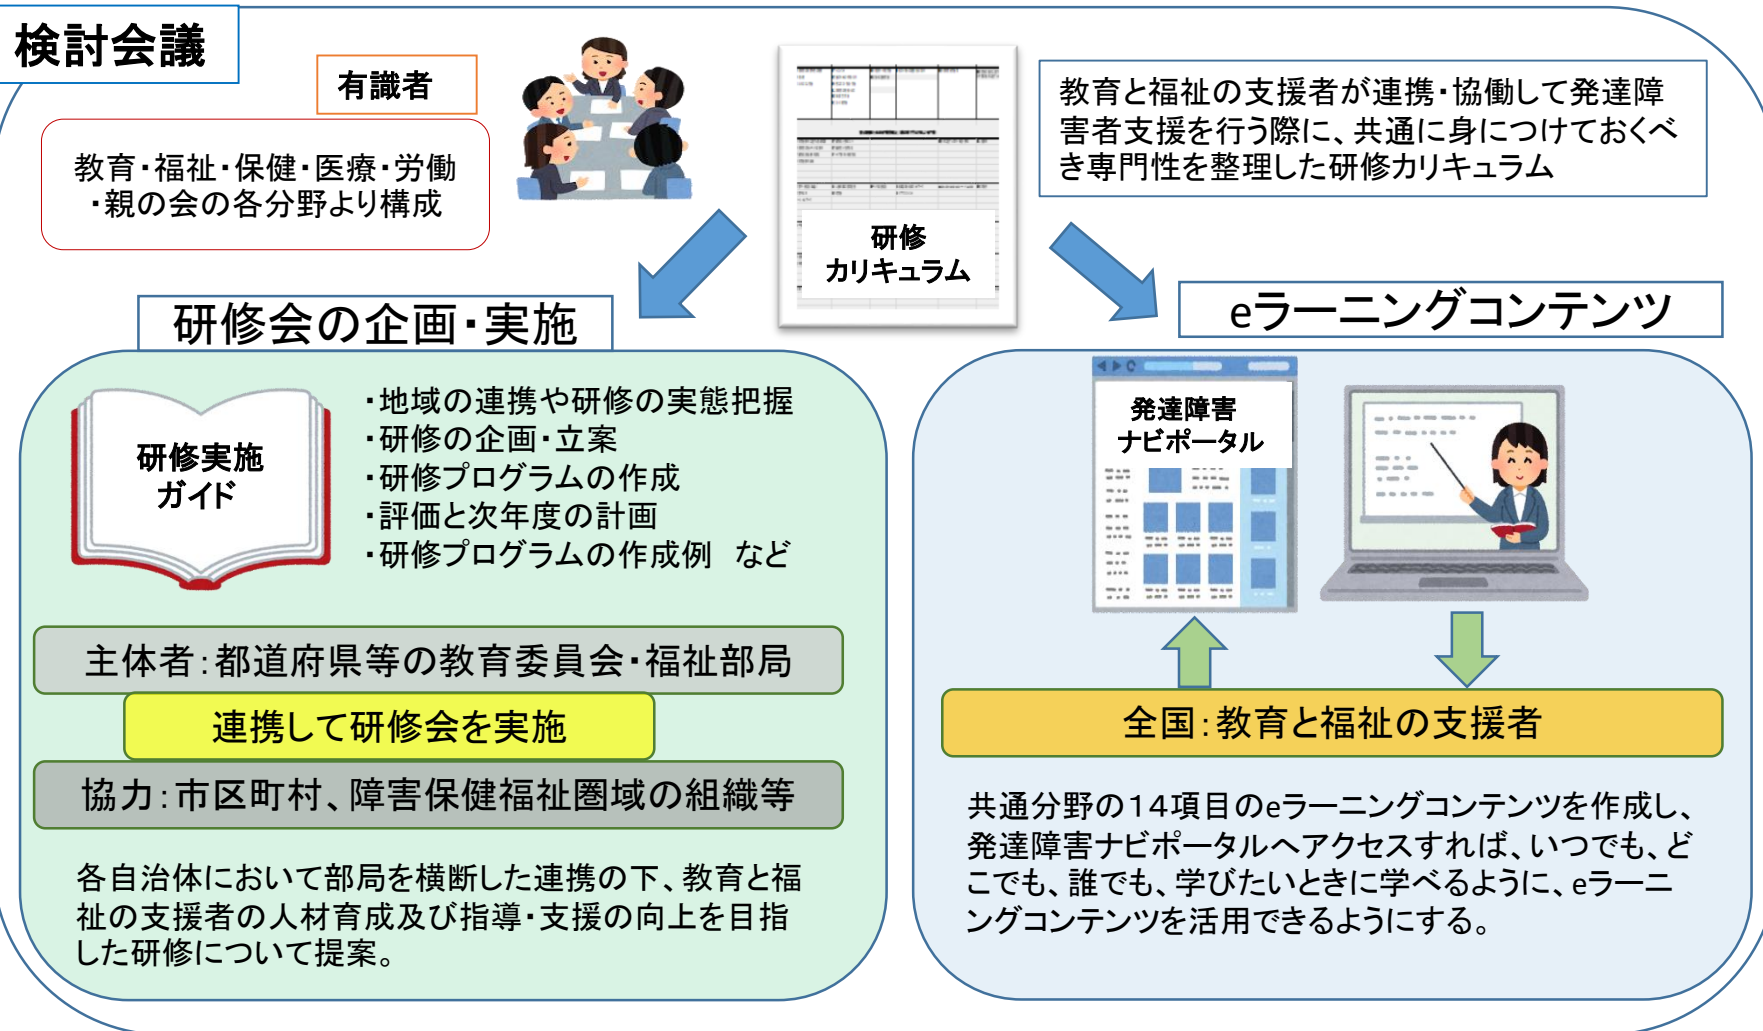 検討会議
有識者
教育・福祉・保健・医療・労働
・親の会の各分野より構成
研修
カリキュラム
教育と福祉の支援者が連携・協働して発達障
害者支援を行う際に、共通に身につけておくべ
き専門性を整理した研修カリキュラム
研修会の企画・実施
研修実施
ガイド
・地域の連携や研修の実態把握
・研修の企画・立案
・研修プログラムの作成
・評価と次年度の計画
・研修プログラムの作成例　など
主体者：都道府県等の教育委員会・福祉部局
連携して研修会を実施
協力：市区町村、障害保健福祉圏域の組織等
各自治体において部局を横断した連携の下、教育と福
祉の支援者の人材育成及び指導・支援の向上を目指
した研修について提案。
eラーニングコンテンツ
発達障害
ナビポータル
全国：教育と福祉の支援者
共通分野の１４項目のeラーニングコンテンツを作成し、
発達障害ナビポータルへアクセスすれば、いつでも、ど
こでも、誰でも、学びたいときに学べるように、eラーニ
ングコンテンツを活用できるようにする。